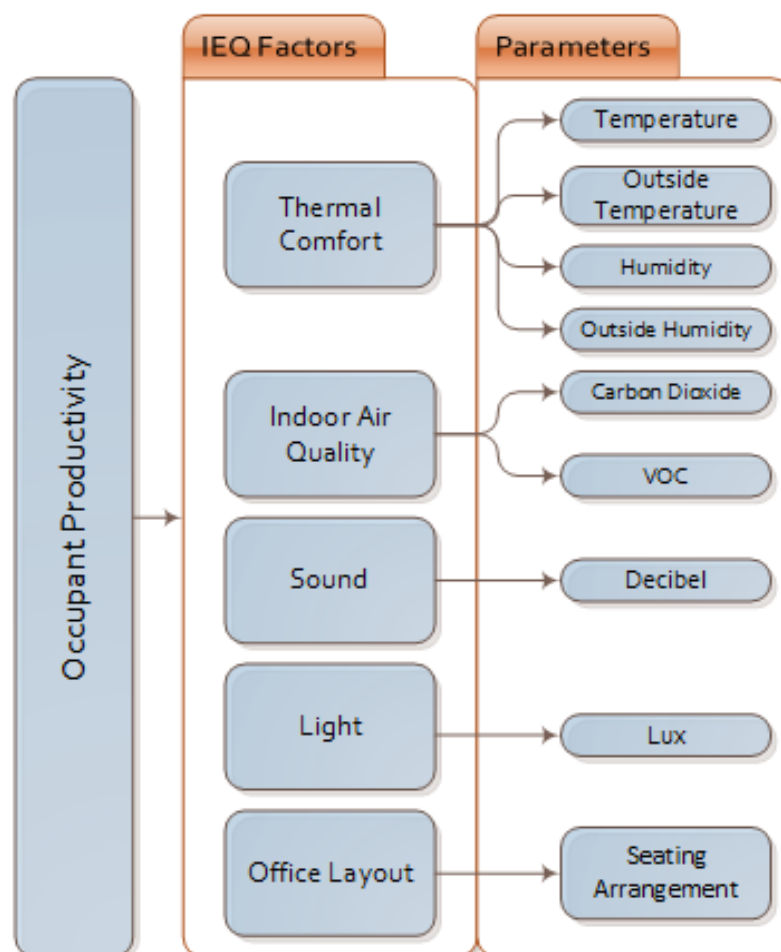 IEQ Factors
Parameters
Occupant Productivity
Thermal
Comfort
Temperature
Outside
Temperature
Humidity
Outside Humidity
Indoor Air
Quality
Carbon Dioxide
VOC
Sound
Decibel
Light
Lux
Office Layout
Seating
Arrangement